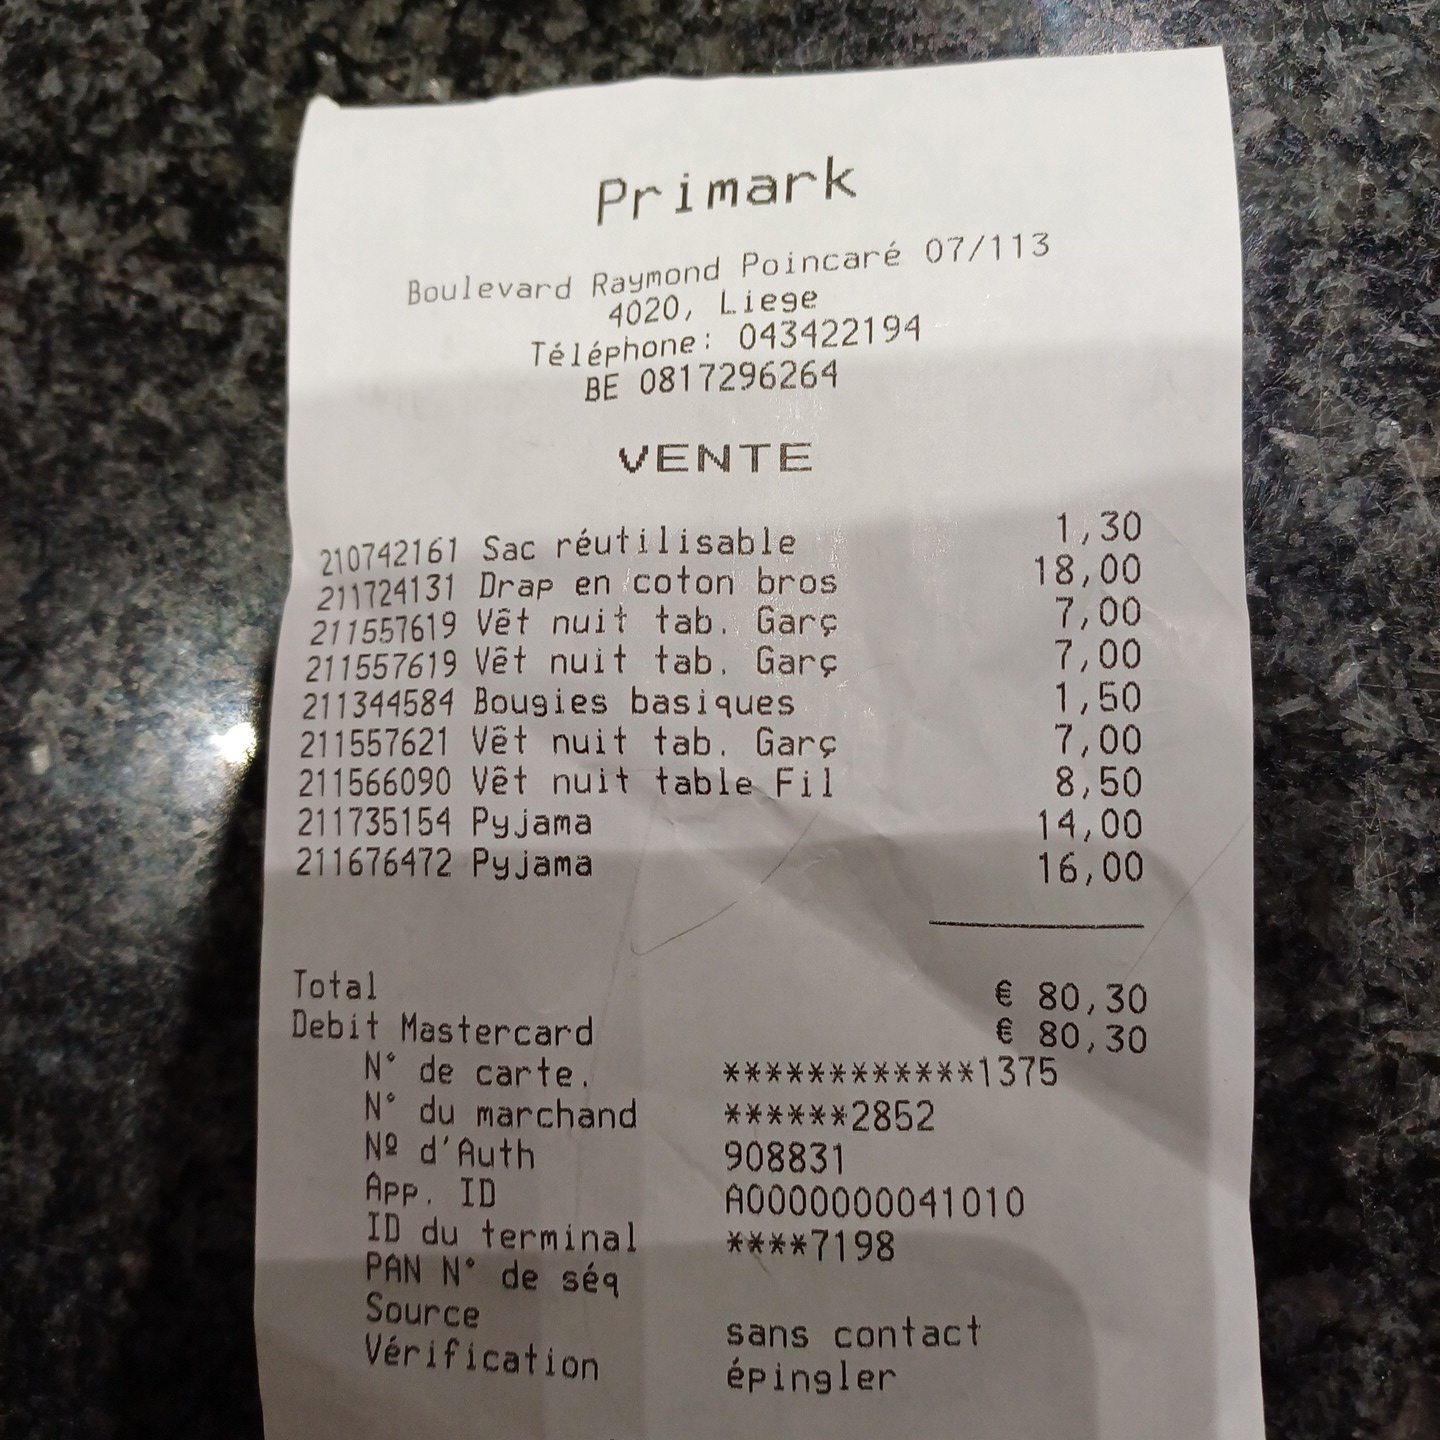 Primark
Boulevard Raymond Poincaré 07/113
4020, Liege
Téléphone: 043422194
BE 0817296264
VENTE
210742161 Sac réutilisable 1,30
211724131 Drap en coton bros 18,00
211557619 Vêt nuit tab. Garç 7,00
211557619 Vêt nuit tab. Garç 7,00
211344584 Bougies basiques 1,50
211557621 Vêt nuit tab. Garç 7,00
211566090 Vêt nuit table Fil 8,50
211735154 Pyjama 14,00
211676472 Pyjama 16,00
Total € 80,30
Debit Mastercard € 80,30
N° de carte. ************1375
N° du marchand ******2852
Nº d'Auth 908831
App. ID A0000000041010
ID du terminal ****7198
PAN N° de séq
Source sans contact
Vérification épingler